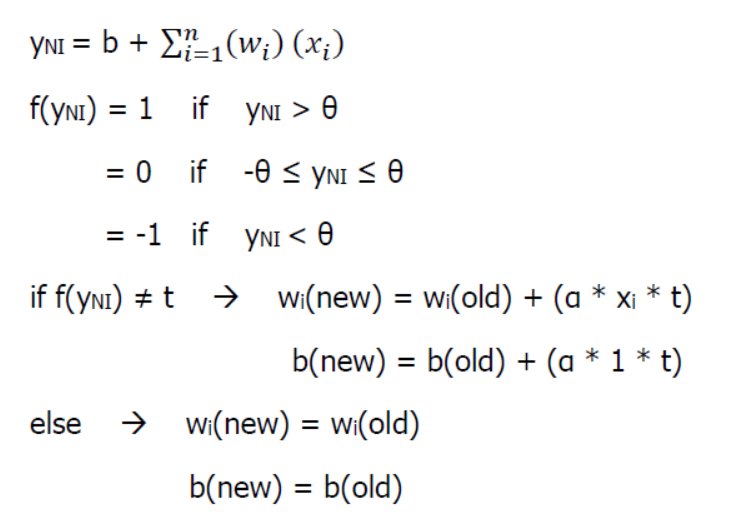 yNI = b + ∑ⁿᵢ₌₁(wᵢ) (xᵢ)
f(yNI) = 1 if yNI > θ
= 0 if -θ ≤ yNI ≤ θ
= -1 if yNI < θ
if f(yNI) ≠ t → wi(new) = wi(old) + (α * xi * t)
b(new) = b(old) + (α * 1 * t)
else → wi(new) = wi(old)
b(new) = b(old)